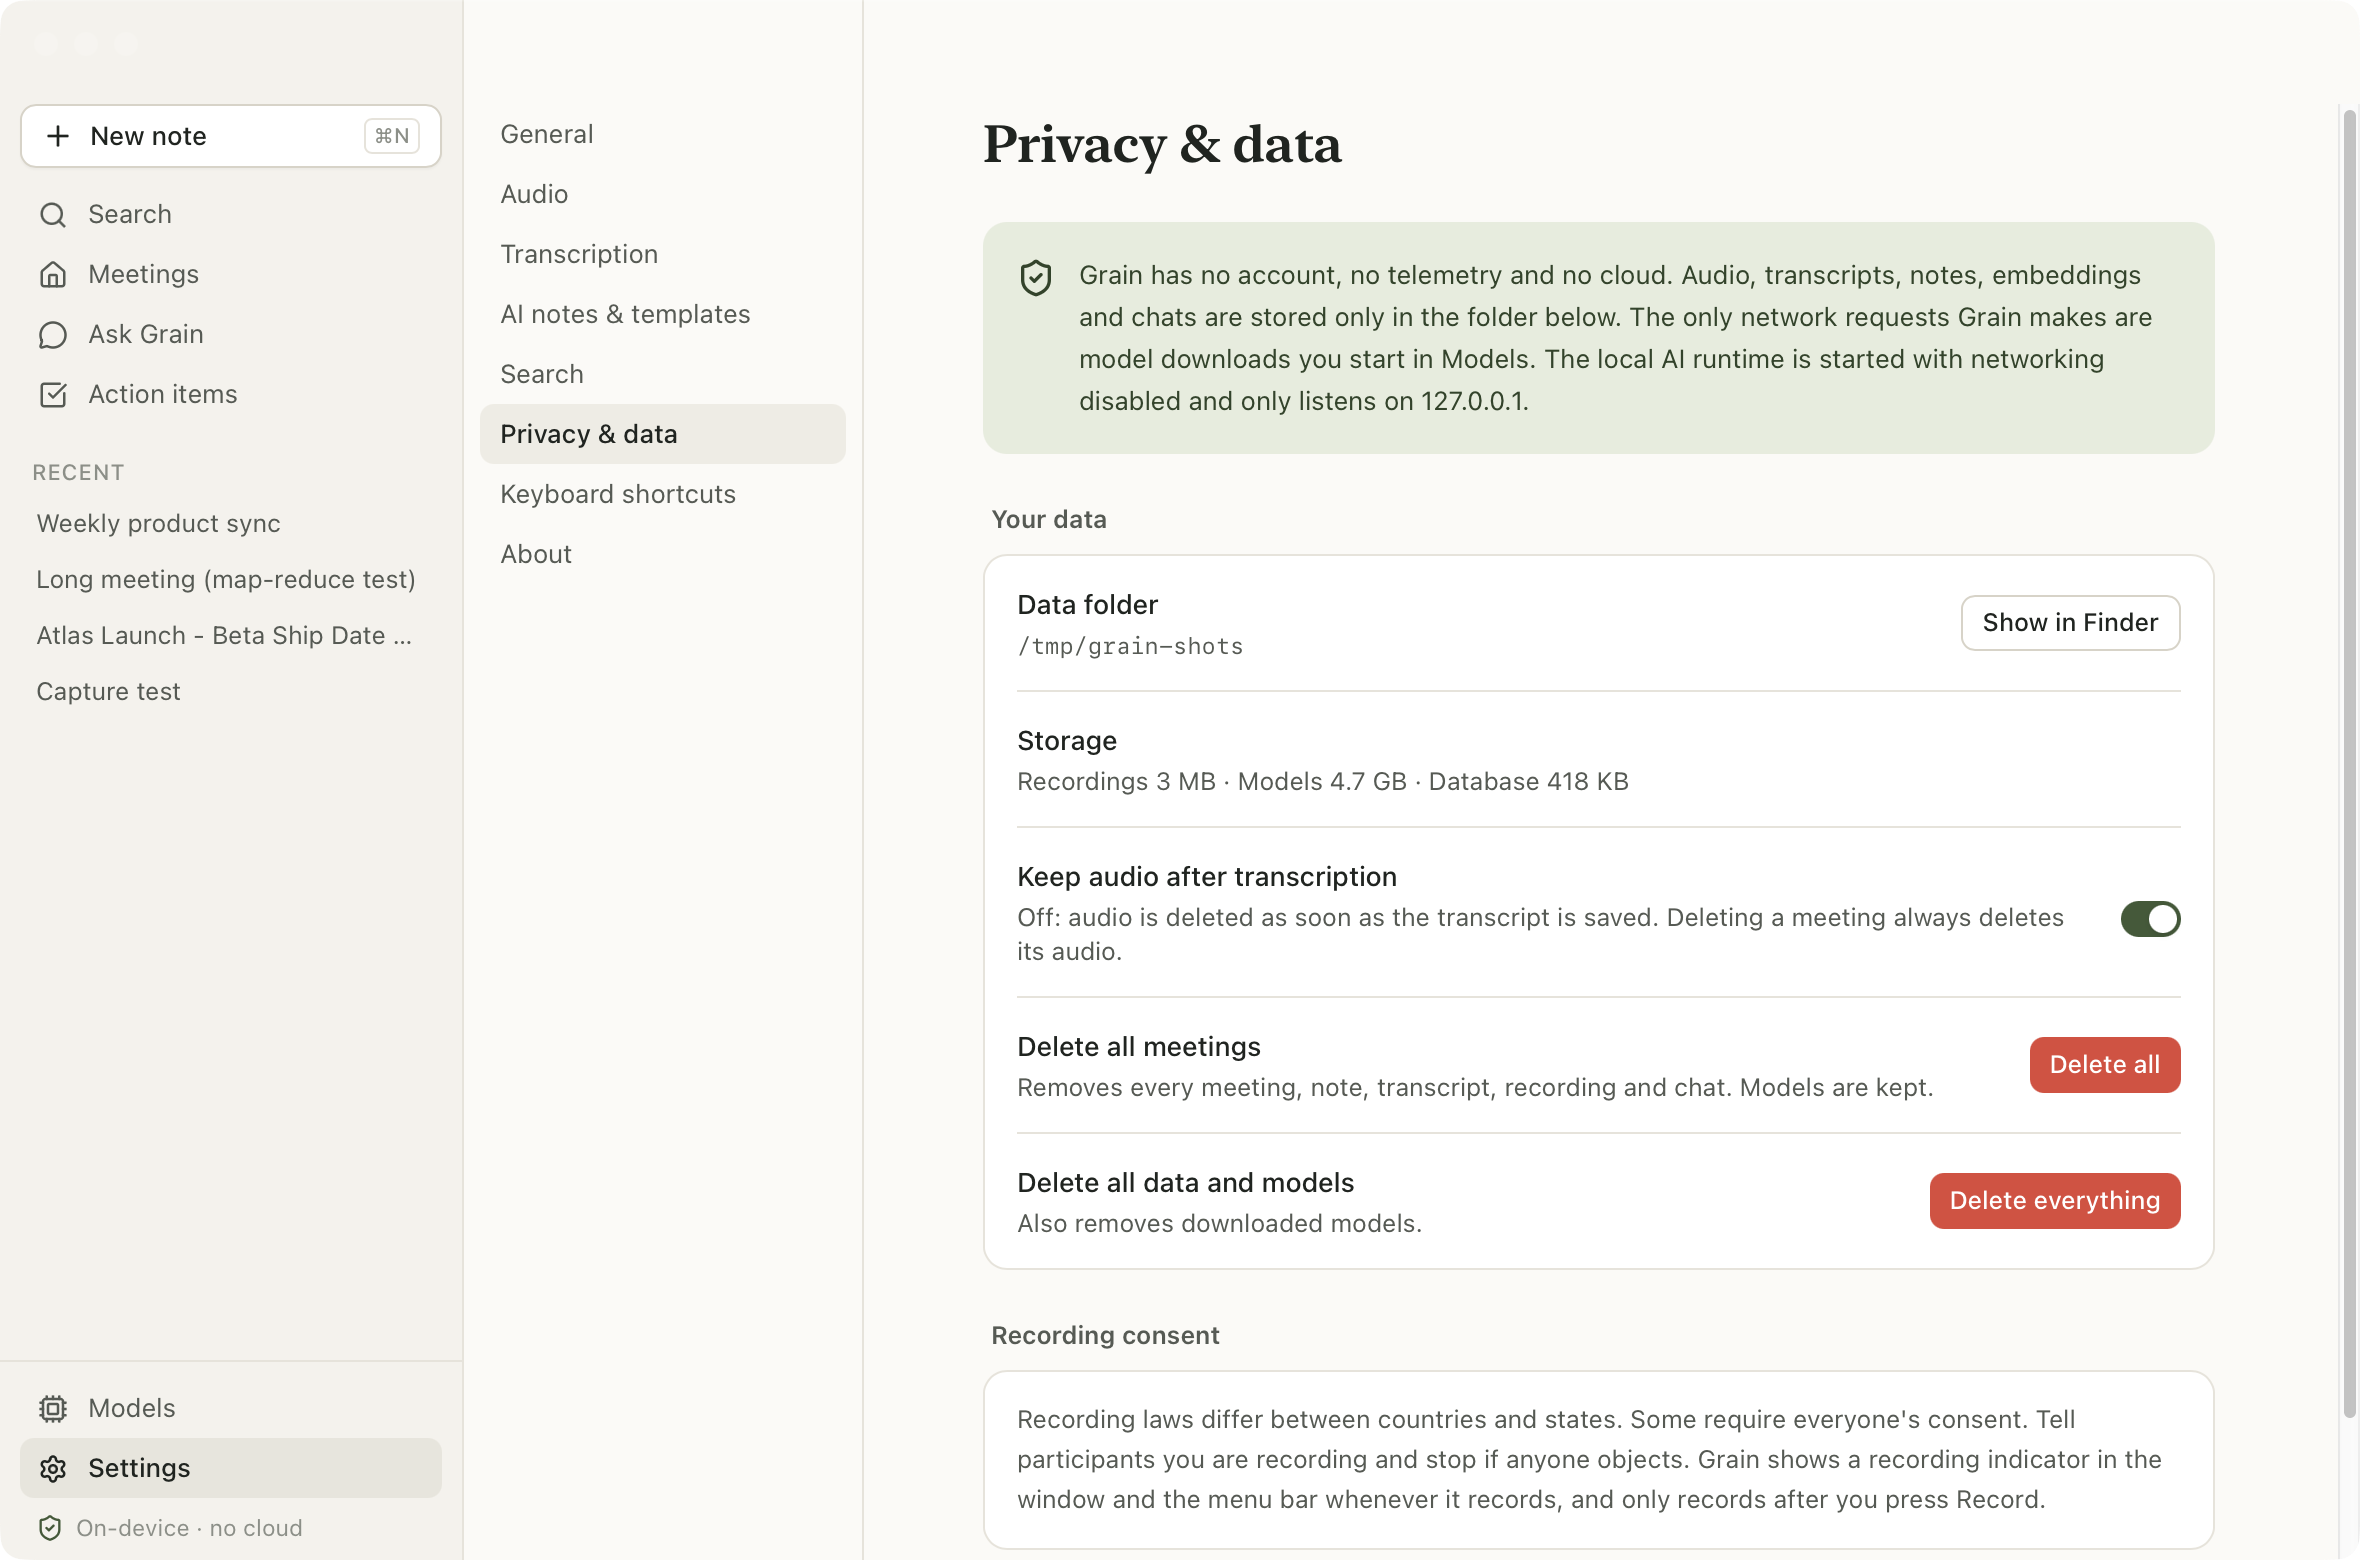 New note
⌘N
Search
Meetings
Ask Grain
Action items
RECENT
Weekly product sync
Long meeting (map-reduce test)
Atlas Launch - Beta Ship Date ...
Capture test
Models
Settings
On-device · no cloud
General
Audio
Transcription
AI notes & templates
Search
Privacy & data
Keyboard shortcuts
About
Privacy & data
Grain has no account, no telemetry and no cloud. Audio, transcripts, notes, embeddings
and chats are stored only in the folder below. The only network requests Grain makes are
model downloads you start in Models. The local AI runtime is started with networking
disabled and only listens on 127.0.0.1.
Your data
Data folder
/tmp/grain-shots
Show in Finder
Storage
Recordings 3 MB · Models 4.7 GB · Database 418 KB
Keep audio after transcription
Off: audio is deleted as soon as the transcript is saved. Deleting a meeting always deletes
its audio.
Delete all meetings
Removes every meeting, note, transcript, recording and chat. Models are kept.
Delete all
Delete all data and models
Also removes downloaded models.
Delete everything
Recording consent
Recording laws differ between countries and states. Some require everyone's consent. Tell
participants you are recording and stop if anyone objects. Grain shows a recording indicator in the
window and the menu bar whenever it records, and only records after you press Record.